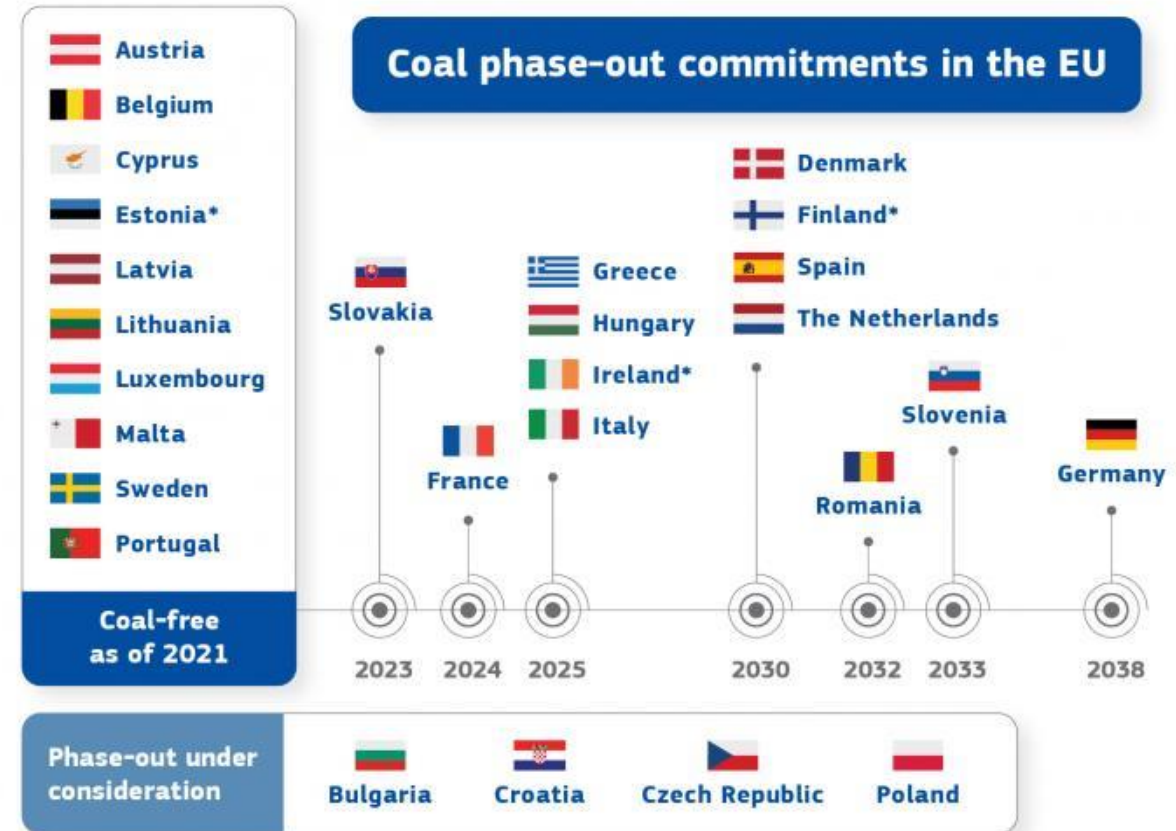 Coal phase-out commitments in the EU
Austria
Belgium
Cyprus
Estonia*
Latvia
Lithuania
Luxembourg
Malta
Sweden
Portugal
Coal-free
as of 2021
Slovakia
France
Greece
Hungary
Ireland*
Italy
Denmark
Finland*
Spain
The Netherlands
Romania
Slovenia
Germany
2023
2024
2025
2030
2032
2033
2038
Phase-out under
consideration
Bulgaria
Croatia
Czech Republic
Poland